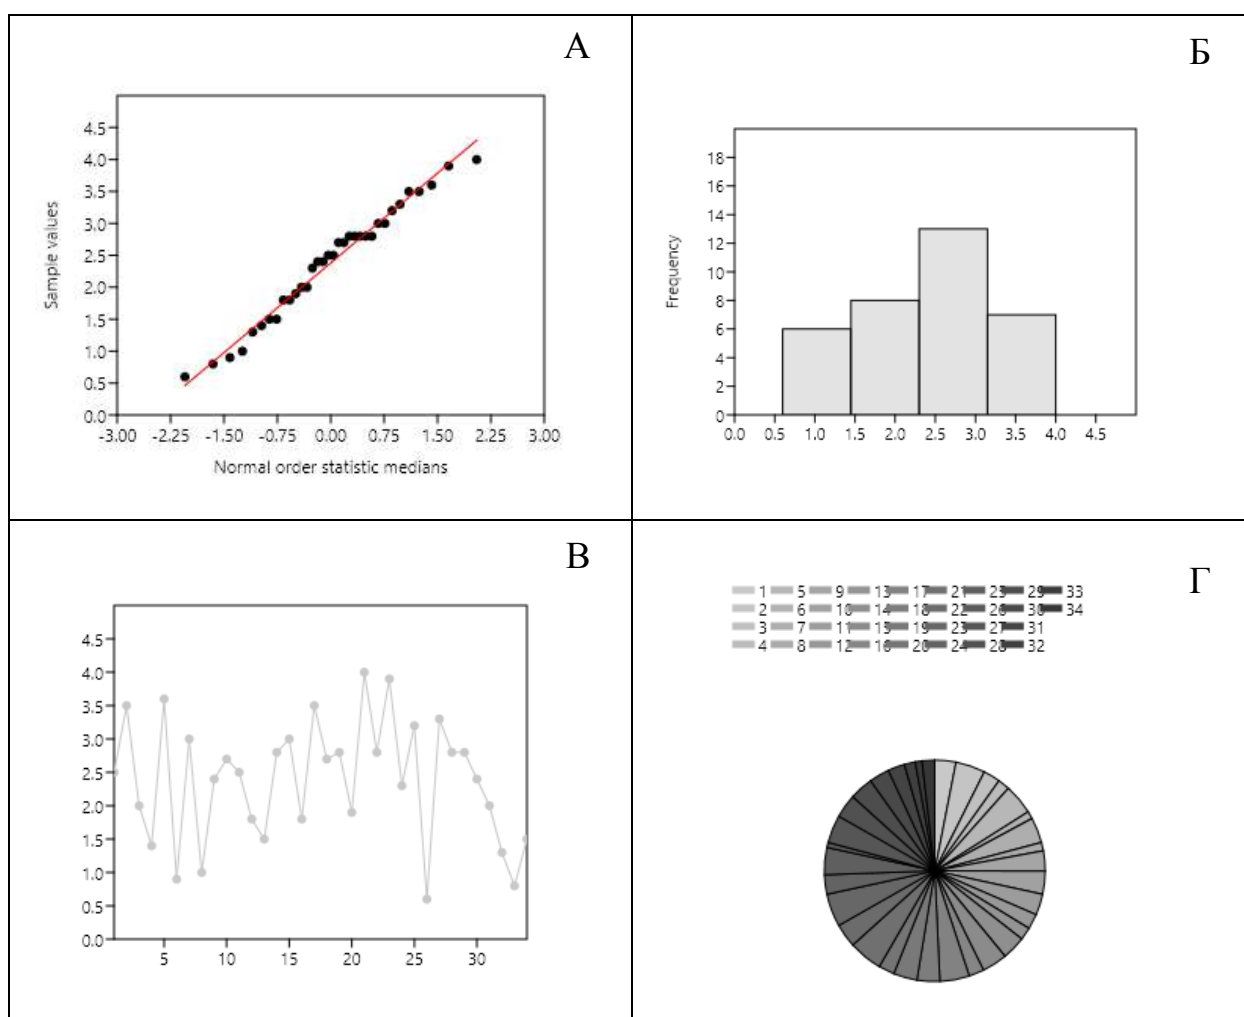 А
4.5
4.0
3.5
3.0
2.5
2.0
1.5
1.0
0.5
0.0
Sample values
-3.00 -2.25 -1.50 -0.75 0.00 0.75 1.50 2.25 3.00
Normal order statistic medians
Б
18
16
14
12
10
8
6
4
2
0
Frequency
0.0 0.5 1.0 1.5 2.0 2.5 3.0 3.5 4.0 4.5
В
4.5
4.0
3.5
3.0
2.5
2.0
1.5
1.0
0.5
0.0
5 10 15 20 25 30
Г
1 5 9 13 17 21 25 29 33
2 6 10 14 18 22 26 30 34
3 7 11 15 19 23 27 31
4 8 12 16 20 24 28 32